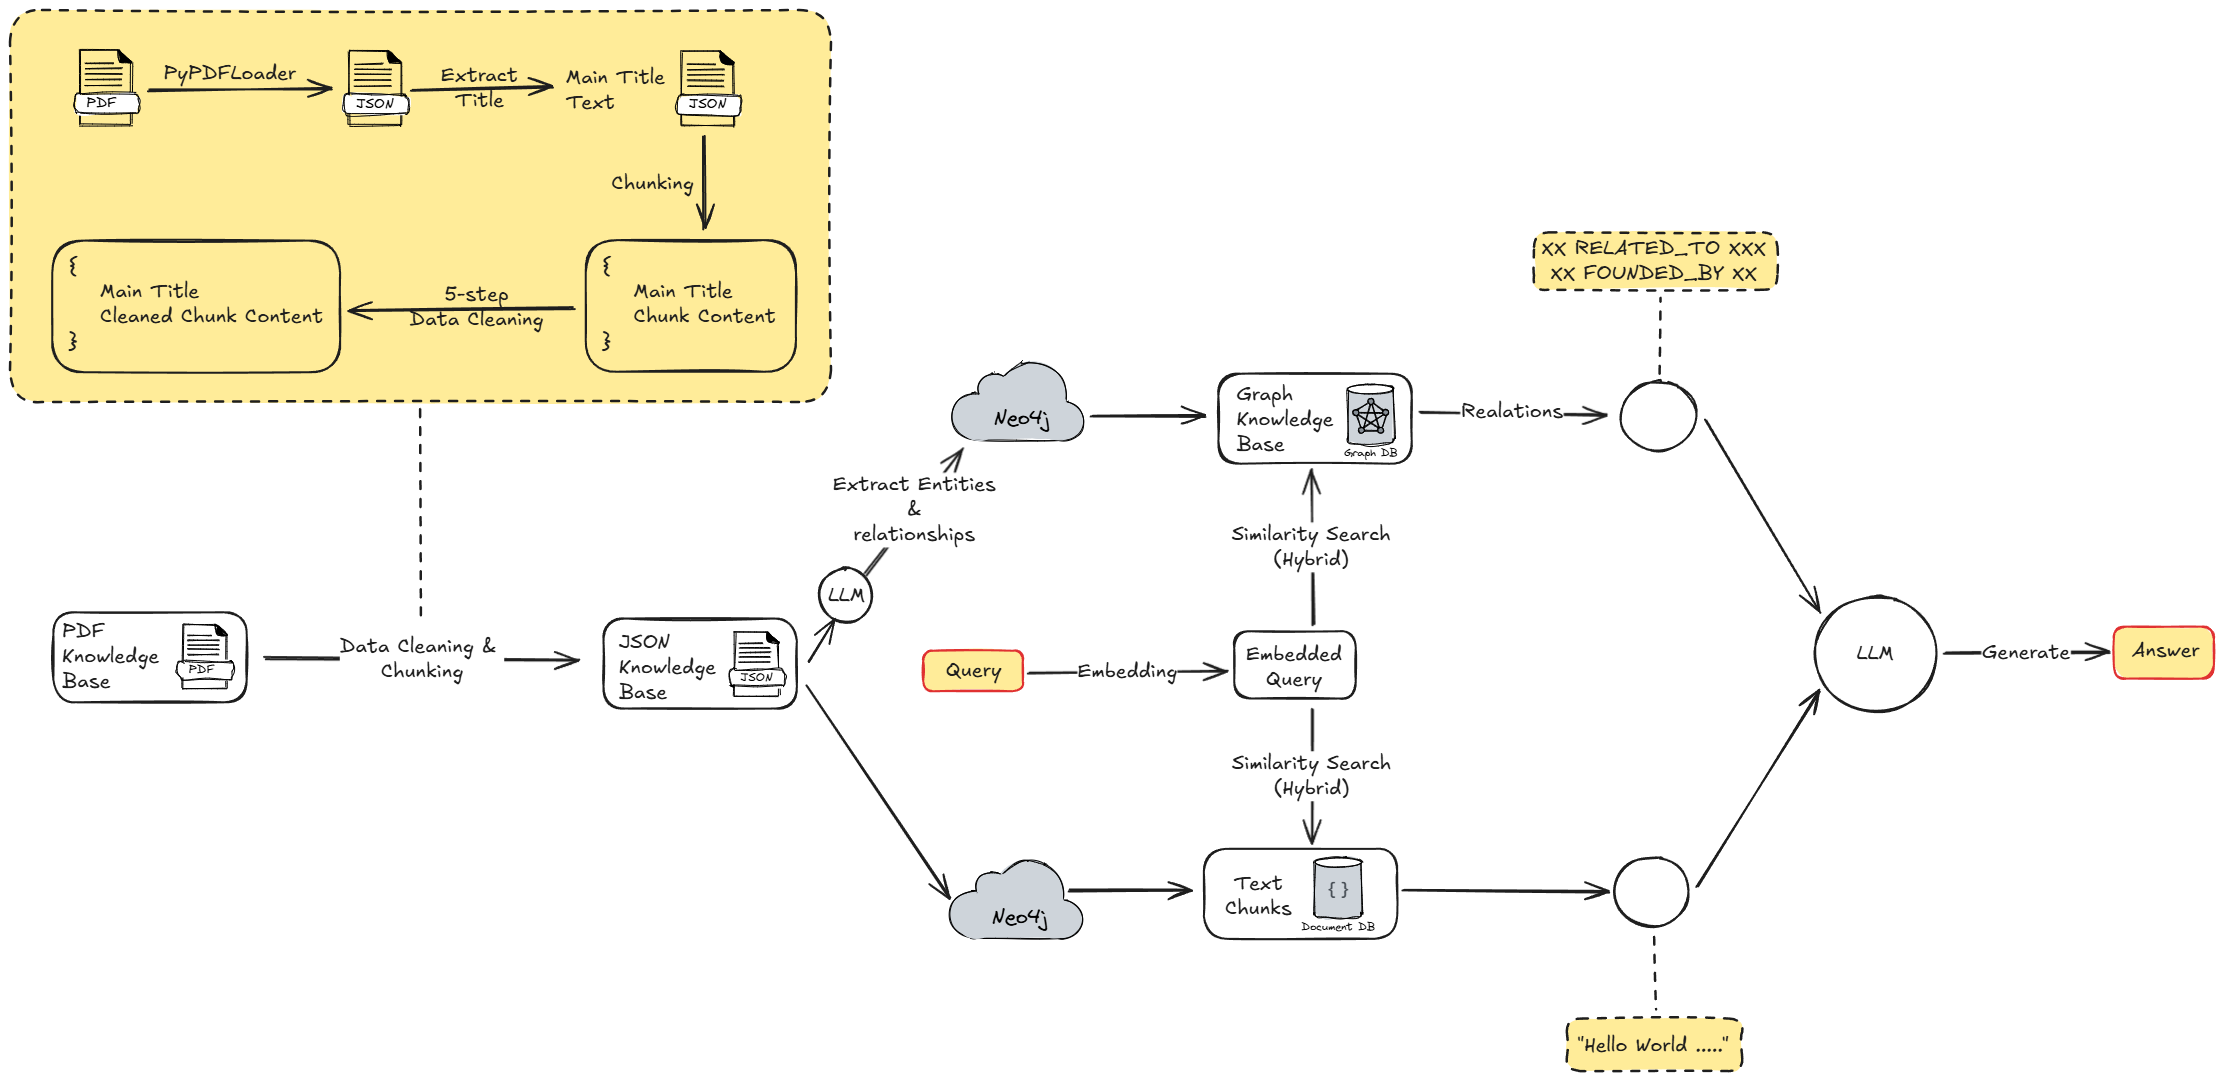 PyPDFLoader
PDF
JSON
Extract
Title
Main Title
Text
JSON
Chunking
{
Main Title
Cleaned Chunk Content
}
5-step
Data Cleaning
{
Main Title
Chunk Content
}
XX RELATED_TO XXX
XX FOUNDED_BY XX
Neo4j
Graph
Knowledge
Base
Graph DB
Realations
Extract Entities
&
relationships
Similarity Search
(Hybrid)
LLM
PDF
Knowledge
Base
PDF
Data Cleaning &
Chunking
JSON
Knowledge
Base
JSON
Query
Embedding
Embedded
Query
LLM
Generate
Answer
Similarity Search
(Hybrid)
Neo4j
Text
Chunks
{ }
Document DB
"Hello World ....."